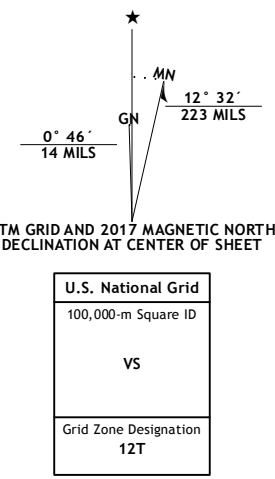 ★
MN
GN
12° 32´
223 MILS
0° 46´
14 MILS
TM GRID AND 2017 MAGNETIC NORTH
DECLINATION AT CENTER OF SHEET
U.S. National Grid
100,000-m Square ID
VS
Grid Zone Designation
12T